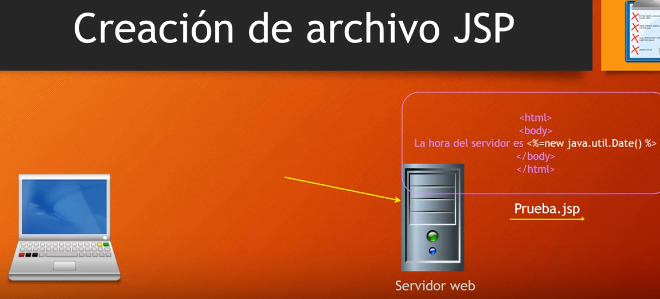 Creación de archivo JSP
<html>
<body>
La hora del servidor es <%=new java.util.Date() %>
</body>
</html>
Prueba.jsp
Servidor web